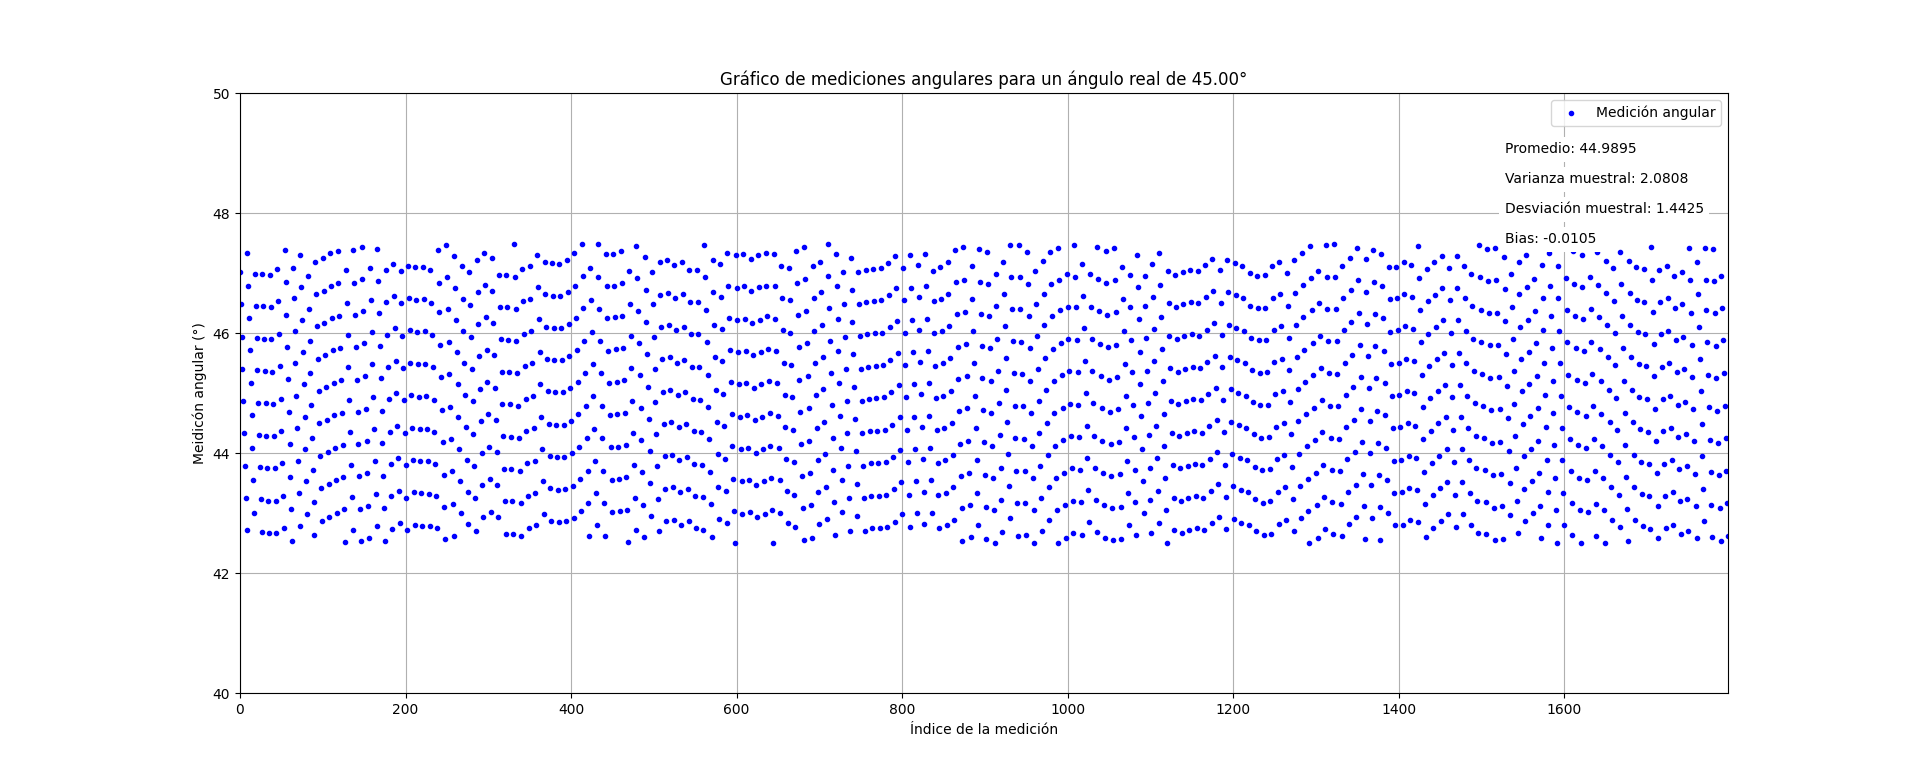 Gráfico de mediciones angulares para un ángulo real de 45.00°
Medición angular
Promedio: 44.9895
Varianza muestral: 2.0808
Desviación muestral: 1.4425
Bias: -0.0105
Meidicón angular (°)
50
48
46
44
42
40
0 200 400 600 800 1000 1200 1400 1600
Índice de la medición